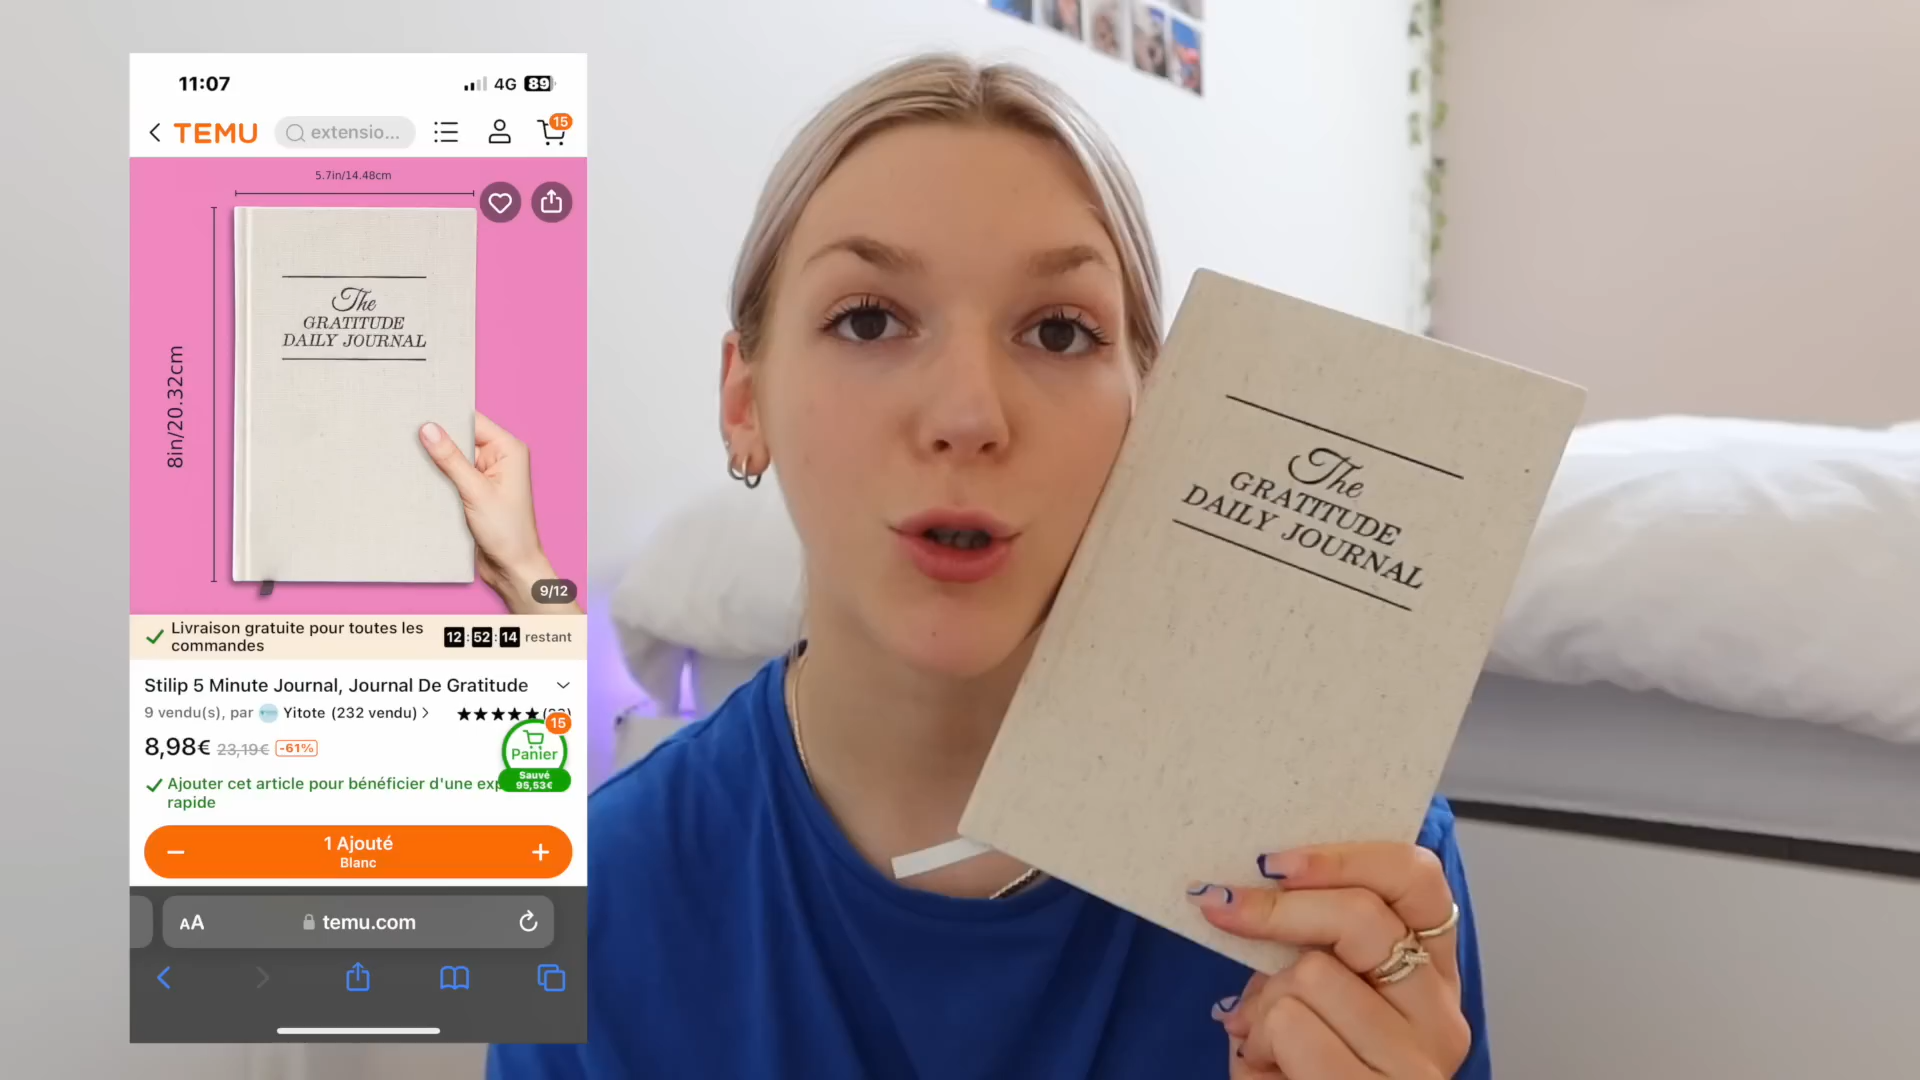 11:07
4G 89
TEMU
extensio...
15
5.7in/14.48cm
8in/20.32cm
The
GRATITUDE
DAILY JOURNAL
9/12
Livraison gratuite pour toutes les
commandes
12:52:14 restant
Stilip 5 Minute Journal, Journal De Gratitude
9 vendu(s), par Yitote (232 vendu)
8,98€ 23,19€ -61%
15
Panier
Sauvé
95,53€
Ajouter cet article pour bénéficier d'une exp
rapide
1 Ajouté
Blanc
AA temu.com
The
GRATITUDE
DAILY JOURNAL